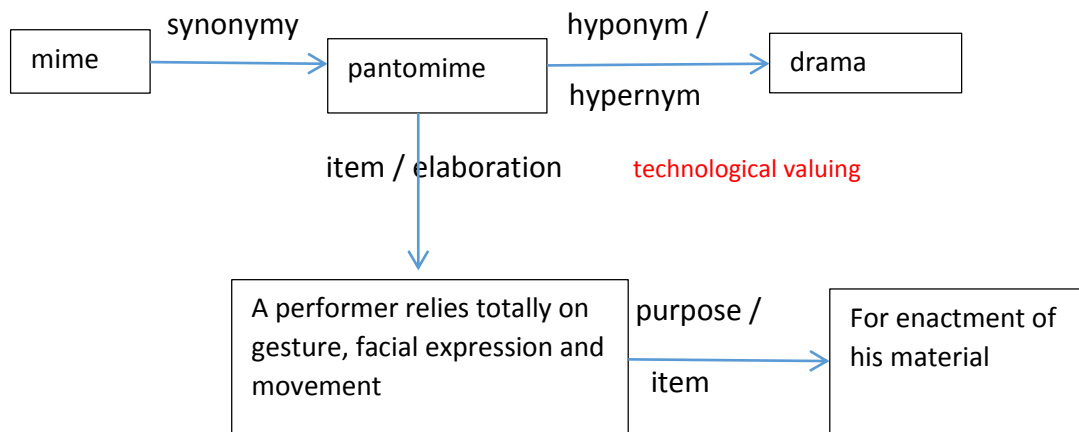 synonymy
hyponym /
mime
pantomime
drama
hypernym
item / elaboration
technological valuing
A performer relies totally on
gesture, facial expression and
movement
purpose /
item
For enactment of
his material